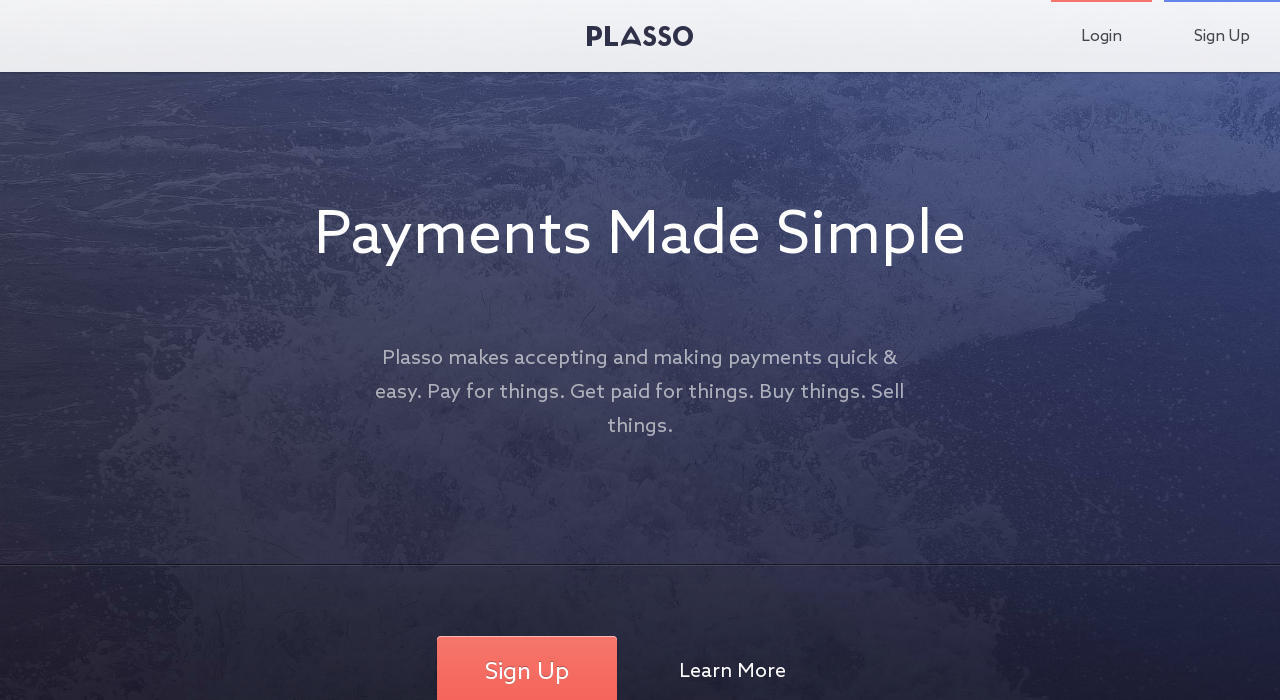 PLASSO
Login
Sign Up
Payments Made Simple
Plasso makes accepting and making payments quick &
easy. Pay for things. Get paid for things. Buy things. Sell
things.
Sign Up
Learn More